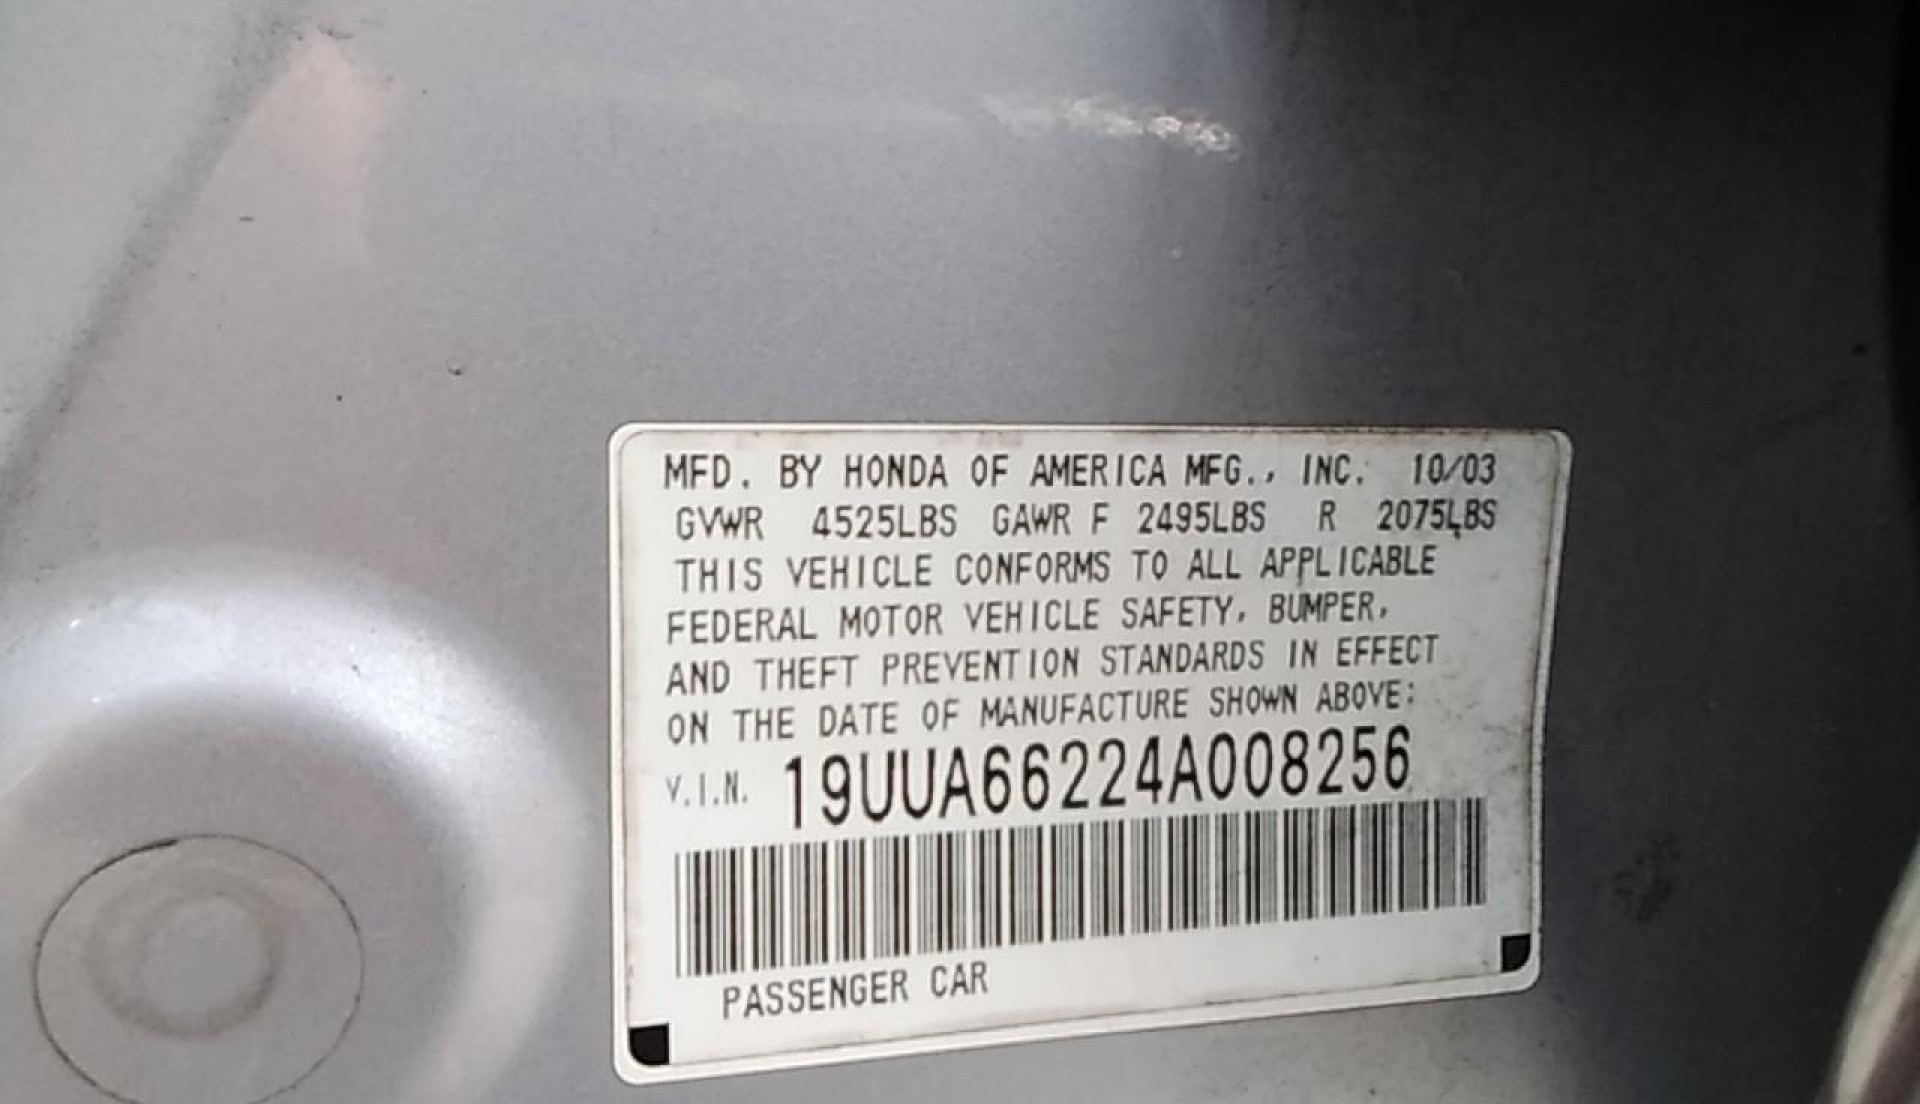 MFD. BY HONDA OF AMERICA MFG., INC. 10/03
GVWR 4525LBS GAWR F 2495LBS R 2075LBS
THIS VEHICLE CONFORMS TO ALL APPLICABLE
FEDERAL MOTOR VEHICLE SAFETY, BUMPER,
AND THEFT PREVENTION STANDARDS IN EFFECT
ON THE DATE OF MANUFACTURE SHOWN ABOVE:
V.I.N. 19UUA66224A008256
PASSENGER CAR